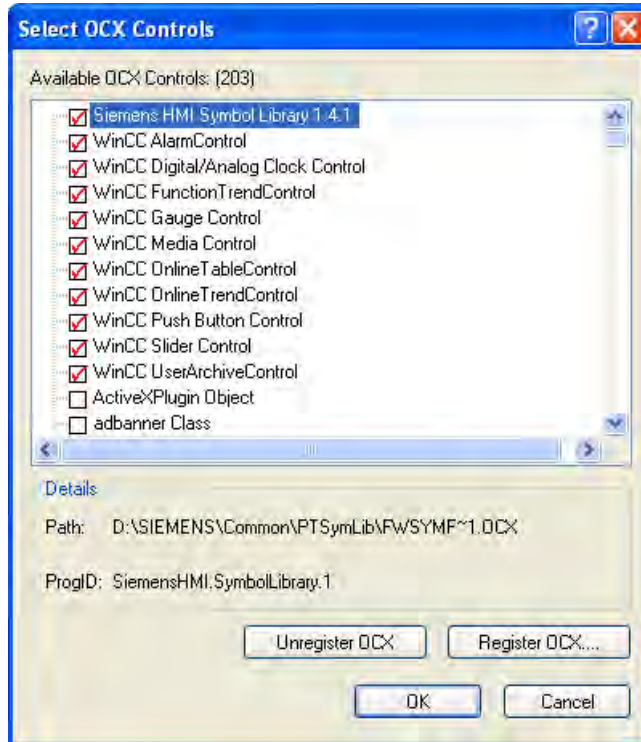 Select OCX Controls
Available OCX Controls: (203)
Siemens HMI Symbol Library 1.4.1
WinCC AlarmControl
WinCC Digital/Analog Clock Control
WinCC FunctionTrendControl
WinCC Gauge Control
WinCC Media Control
WinCC OnlineTableControl
WinCC OnlineTrendControl
WinCC Push Button Control
WinCC Slider Control
WinCC UserArchiveControl
ActiveXPlugin Object
adbanner Class
Details
Path: D:\SIEMENS\Common\PTSymLib\FWSYMF~1.OCX
ProgID: SiemensHMI.SymbolLibrary.1
Unregister OCX Register OCX....
OK Cancel